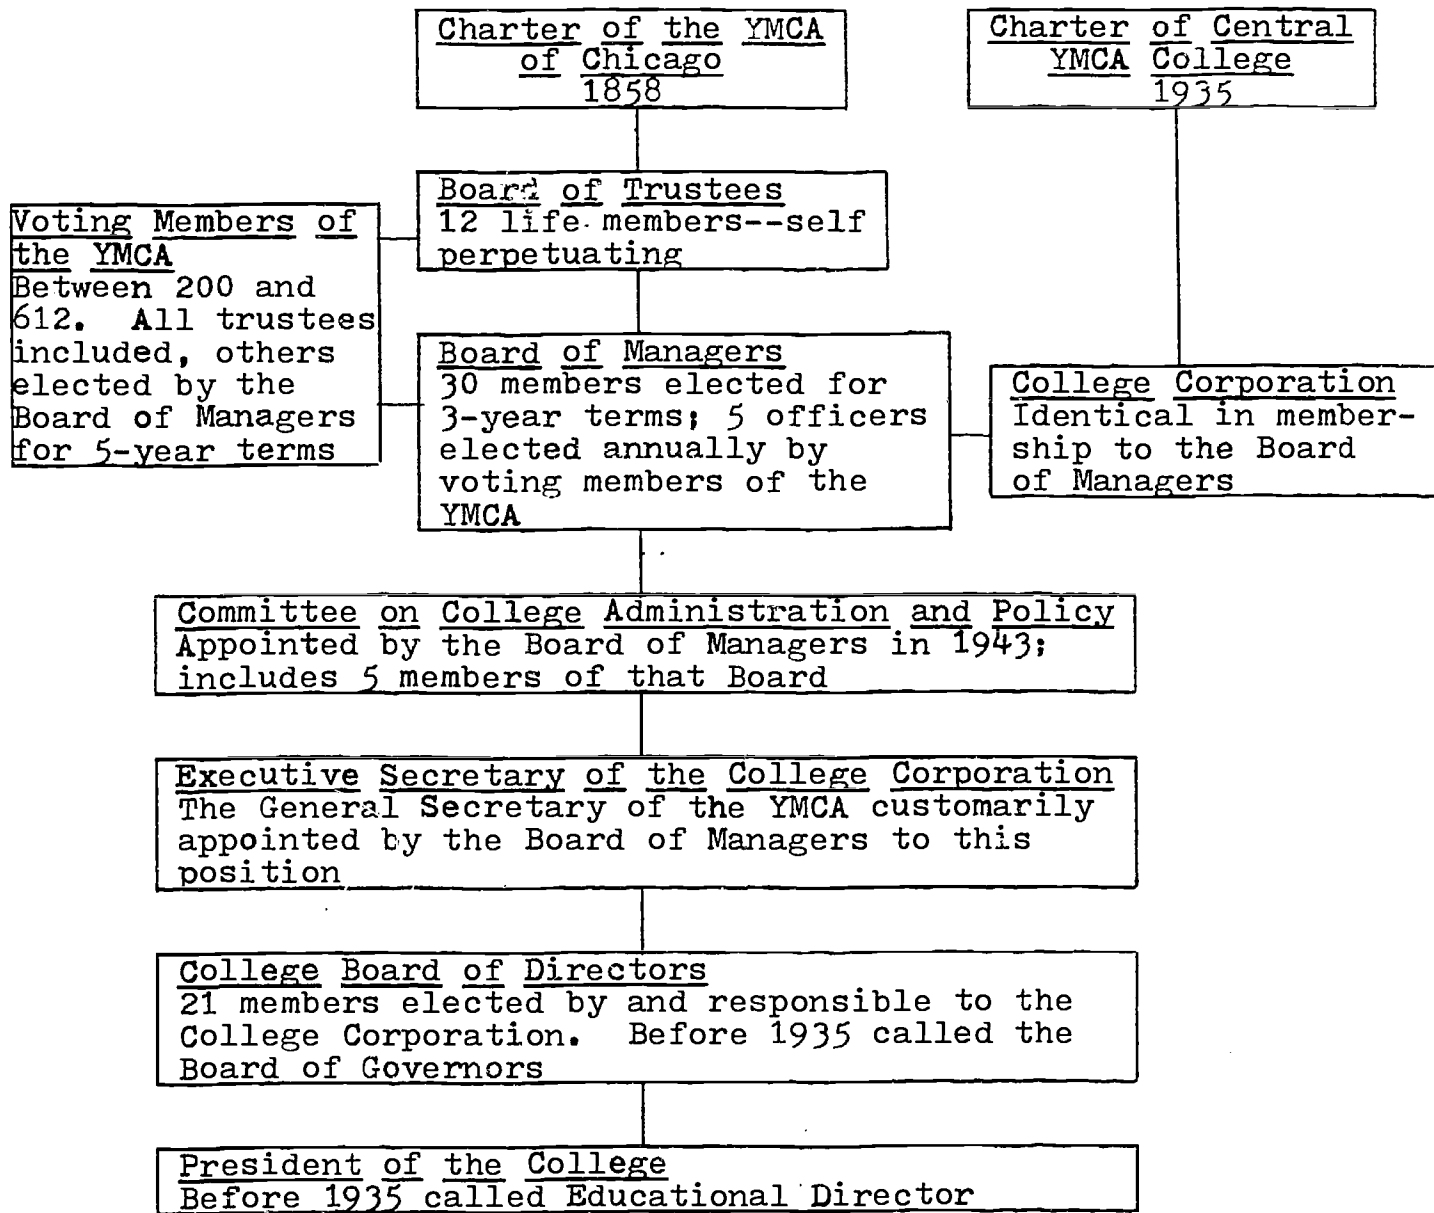 Charter of the YMCA
of Chicago
1858
Charter of Central
YMCA College
1935
Board of Trustees
12 life members--self
perpetuating
Voting Members of
the YMCA
Between 200 and
612. All trustees
included, others
elected by the
Board of Managers
for 5-year terms
Board of Managers
30 members elected for
3-year terms; 5 officers
elected annually by
voting members of the
YMCA
College Corporation
Identical in member-
ship to the Board
of Managers
Committee on College Administration and Policy
Appointed by the Board of Managers in 1943;
includes 5 members of that Board
Executive Secretary of the College Corporation
The General Secretary of the YMCA customarily
appointed by the Board of Managers to this
position
College Board of Directors
21 members elected by and responsible to the
College Corporation. Before 1935 called the
Board of Governors
President of the College
Before 1935 called Educational Director